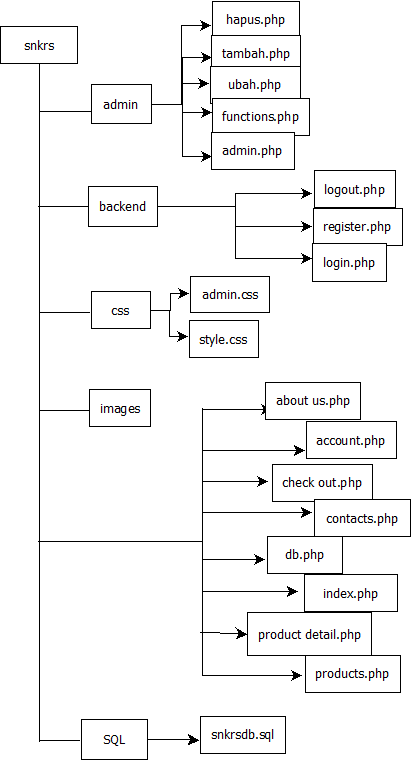 snkrs
admin
hapus.php
tambah.php
ubah.php
functions.php
admin.php
backend
logout.php
register.php
login.php
css
admin.css
style.css
images
about us.php
account.php
check out.php
contacts.php
db.php
index.php
product detail.php
products.php
SQL
snkrsdb.sql